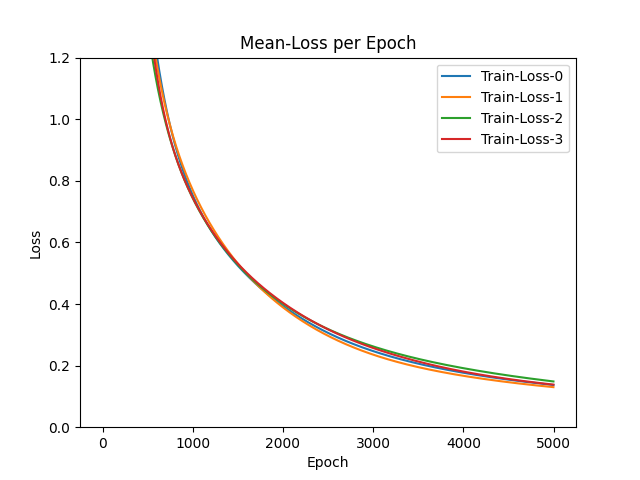 Mean-Loss per Epoch
1.2
1.0
0.8
0.6
0.4
0.2
0.0
Loss
Train-Loss-0
Train-Loss-1
Train-Loss-2
Train-Loss-3
0 1000 2000 3000 4000 5000
Epoch